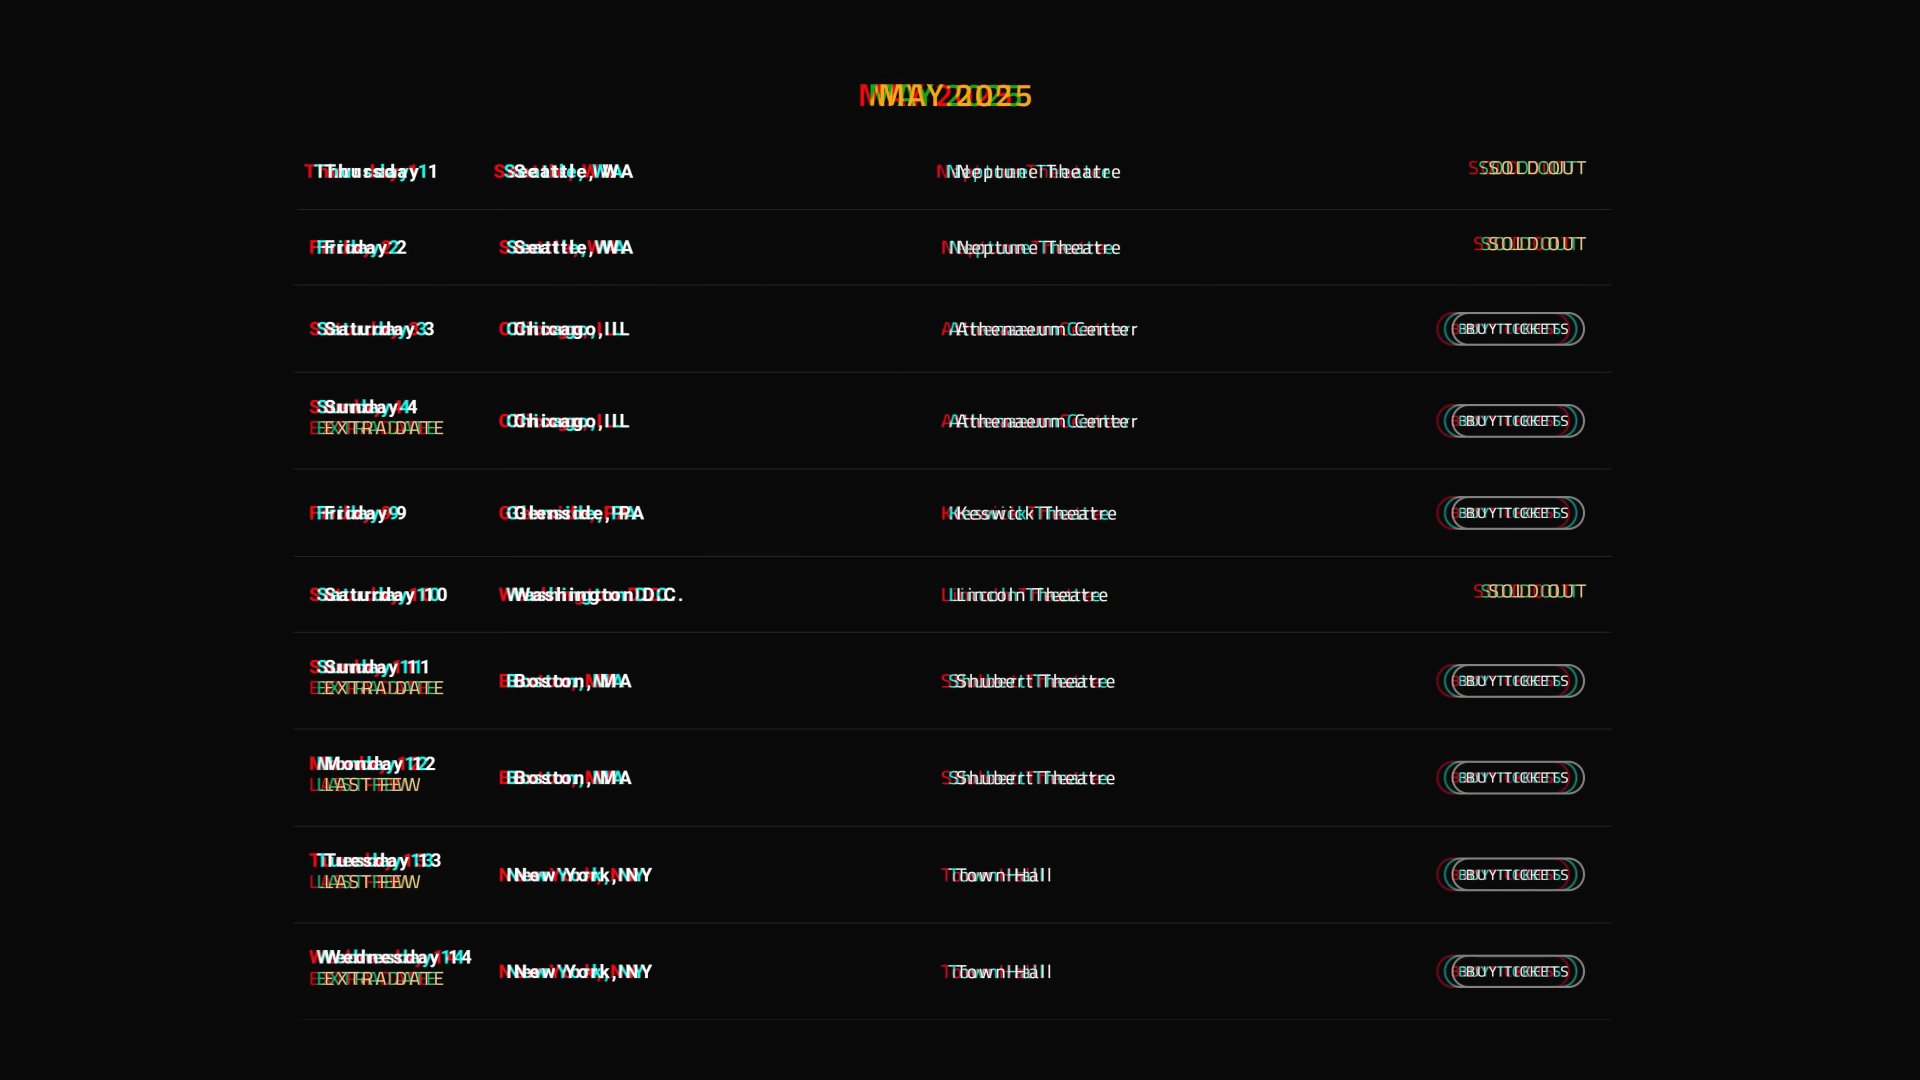 MAY 2025
Thursday 1 Seattle, WA Neptune Theatre SOLD OUT
Friday 2 Seattle, WA Neptune Theatre SOLD OUT
Saturday 3 Chicago, IL Athenaeum Center BUY TICKETS
Sunday 4 Chicago, IL Athenaeum Center BUY TICKETS
EXTRA DATE
Friday 9 Glenside, PA Keswick Theatre BUY TICKETS
Saturday 10 Washington D.C. Lincoln Theatre SOLD OUT
Sunday 11 Boston, MA Shubert Theatre BUY TICKETS
EXTRA DATE
Monday 12 Boston, MA Shubert Theatre BUY TICKETS
LAST FEW
Tuesday 13 New York, NY Town Hall BUY TICKETS
LAST FEW
Wednesday 14 New York, NY Town Hall BUY TICKETS
EXTRA DATE